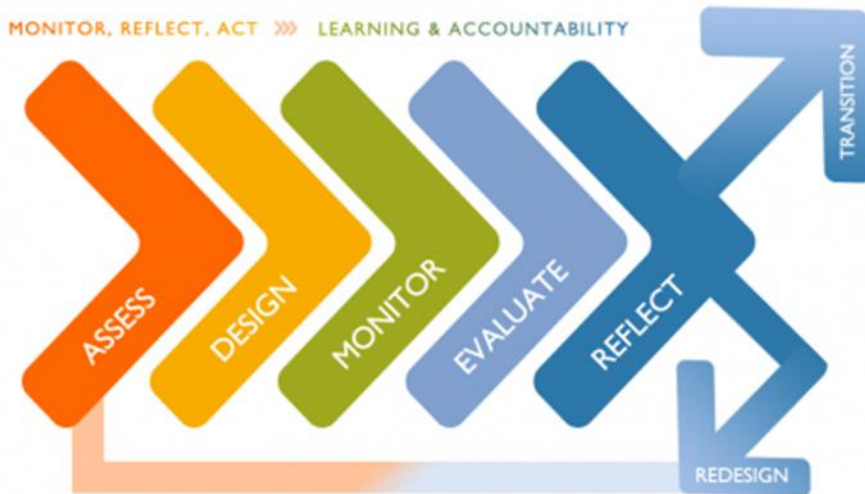 MONITOR, REFLECT, ACT >>> LEARNING & ACCOUNTABILITY
ASSESS
DESIGN
MONITOR
EVALUATE
REFLECT
TRANSITION
REDESIGN